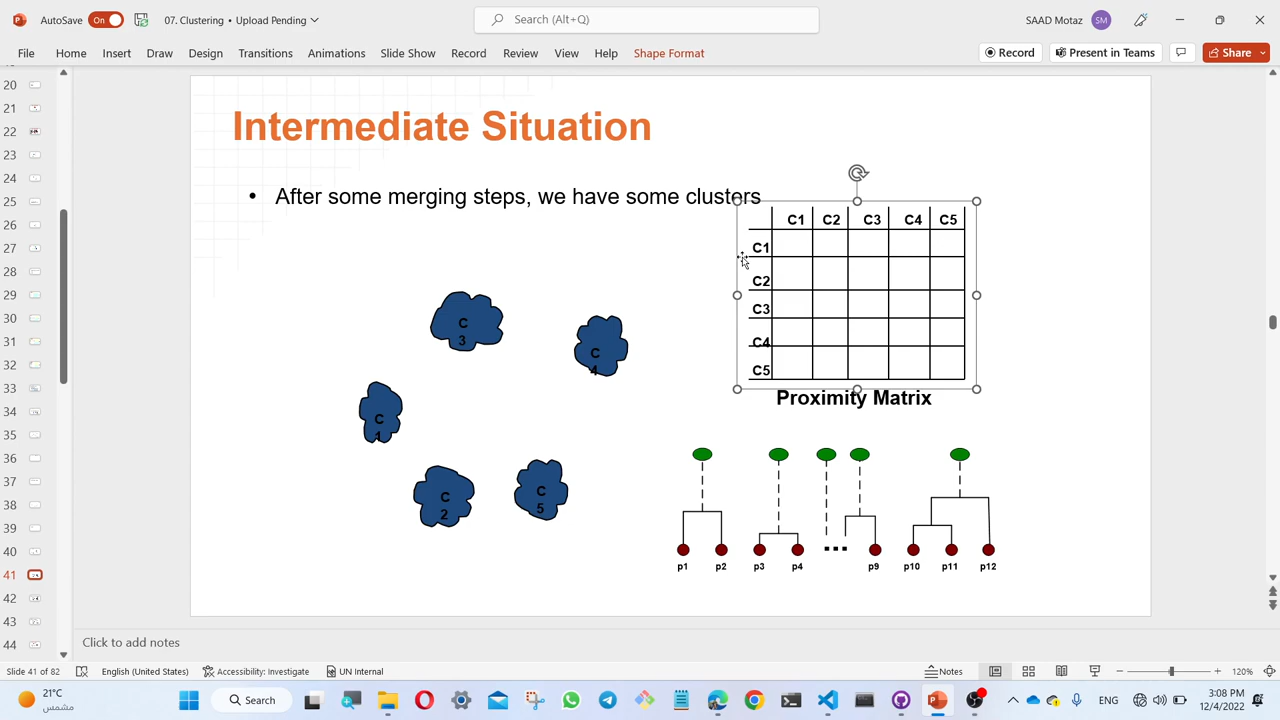 AutoSave On 07. Clustering • Upload Pending
Search (Alt+Q)
SAAD Motaz SM
File Home Insert Draw Design Transitions Animations Slide Show Record Review View Help Shape Format
Record Present in Teams Share
20
21
22
23
24
25
26
27
28
29
30
31
32
33
34
35
36
37
38
39
40
41
42
43
44
Intermediate Situation
• After some merging steps, we have some clusters
C1 C2 C3 C4 C5
C1
C2
C3
C4
C5
Proximity Matrix
C
3
C
4
C
1
C
2
C
5
...
p1 p2 p3 p4 p9 p10 p11 p12
Click to add notes
Slide 41 of 82 English (United States) Accessibility: Investigate UN Internal Notes 120%
21°C
مشمس
Search
ENG
3:08 PM
12/4/2022